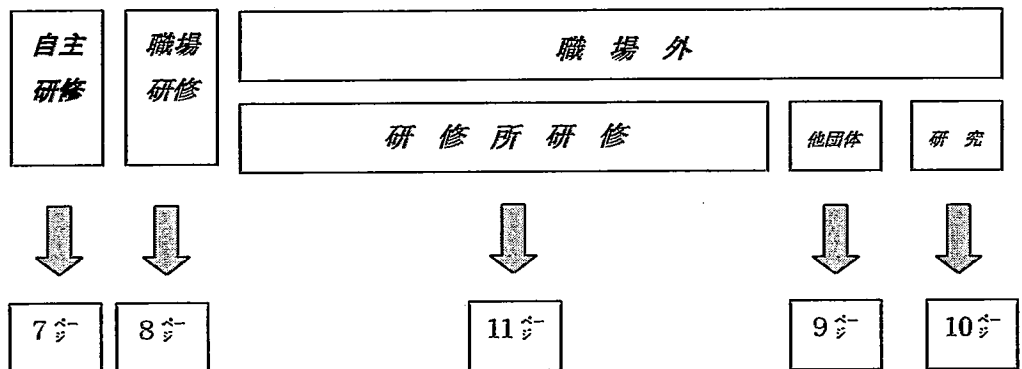 自主
研修
職場
研修
職場外
研修所研修
他団体
研究
7ページ
8ページ
11ページ
9ページ
10ページ